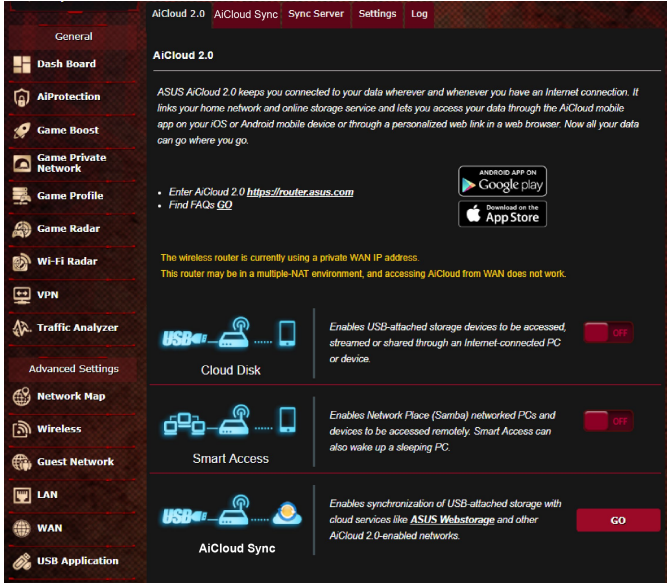 AiCloud 2.0 AiCloud Sync Sync Server Settings Log
General
Dash Board
AiProtection
Game Boost
Game Private
Network
Game Profile
Game Radar
Wi-Fi Radar
VPN
Traffic Analyzer
Advanced Settings
Network Map
Wireless
Guest Network
LAN
WAN
USB Application
AiCloud 2.0
ASUS AiCloud 2.0 keeps you connected to your data wherever and whenever you have an Internet connection. It
links your home network and online storage service and lets you access your data through the AiCloud mobile
app on your iOS or Android mobile device or through a personalized web link in a web browser. Now all your data
can go where you go.
• Enter AiCloud 2.0 https://router.asus.com
• Find FAQs GO
ANDROID APP ON
Google play
Download on the
App Store
The wireless router is currently using a private WAN IP address.
This router may be in a multiple-NAT environment, and accessing AiCloud from WAN does not work.
USB
Cloud Disk
Enables USB-attached storage devices to be accessed,
streamed or shared through an Internet-connected PC
or device.
OFF
Smart Access
Enables Network Place (Samba) networked PCs and
devices to be accessed remotely. Smart Access can
also wake up a sleeping PC.
OFF
USB
AiCloud Sync
Enables synchronization of USB-attached storage with
cloud services like ASUS Webstorage and other
AiCloud 2.0-enabled networks.
GO